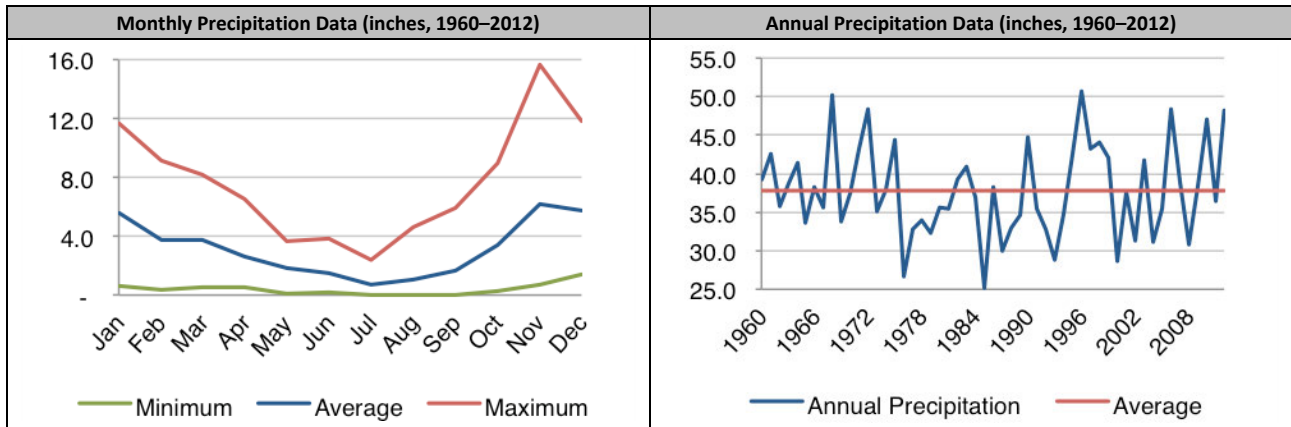 Monthly Precipitation Data (inches, 1960–2012)
Annual Precipitation Data (inches, 1960–2012)
16.0
12.0
8.0
4.0
-
Jan
Feb
Mar
Apr
May
Jun
Jul
Aug
Sep
Oct
Nov
Dec
Minimum
Average
Maximum
55.0
50.0
45.0
40.0
35.0
30.0
25.0
1960
1966
1972
1978
1984
1990
1996
2002
2008
Annual Precipitation
Average